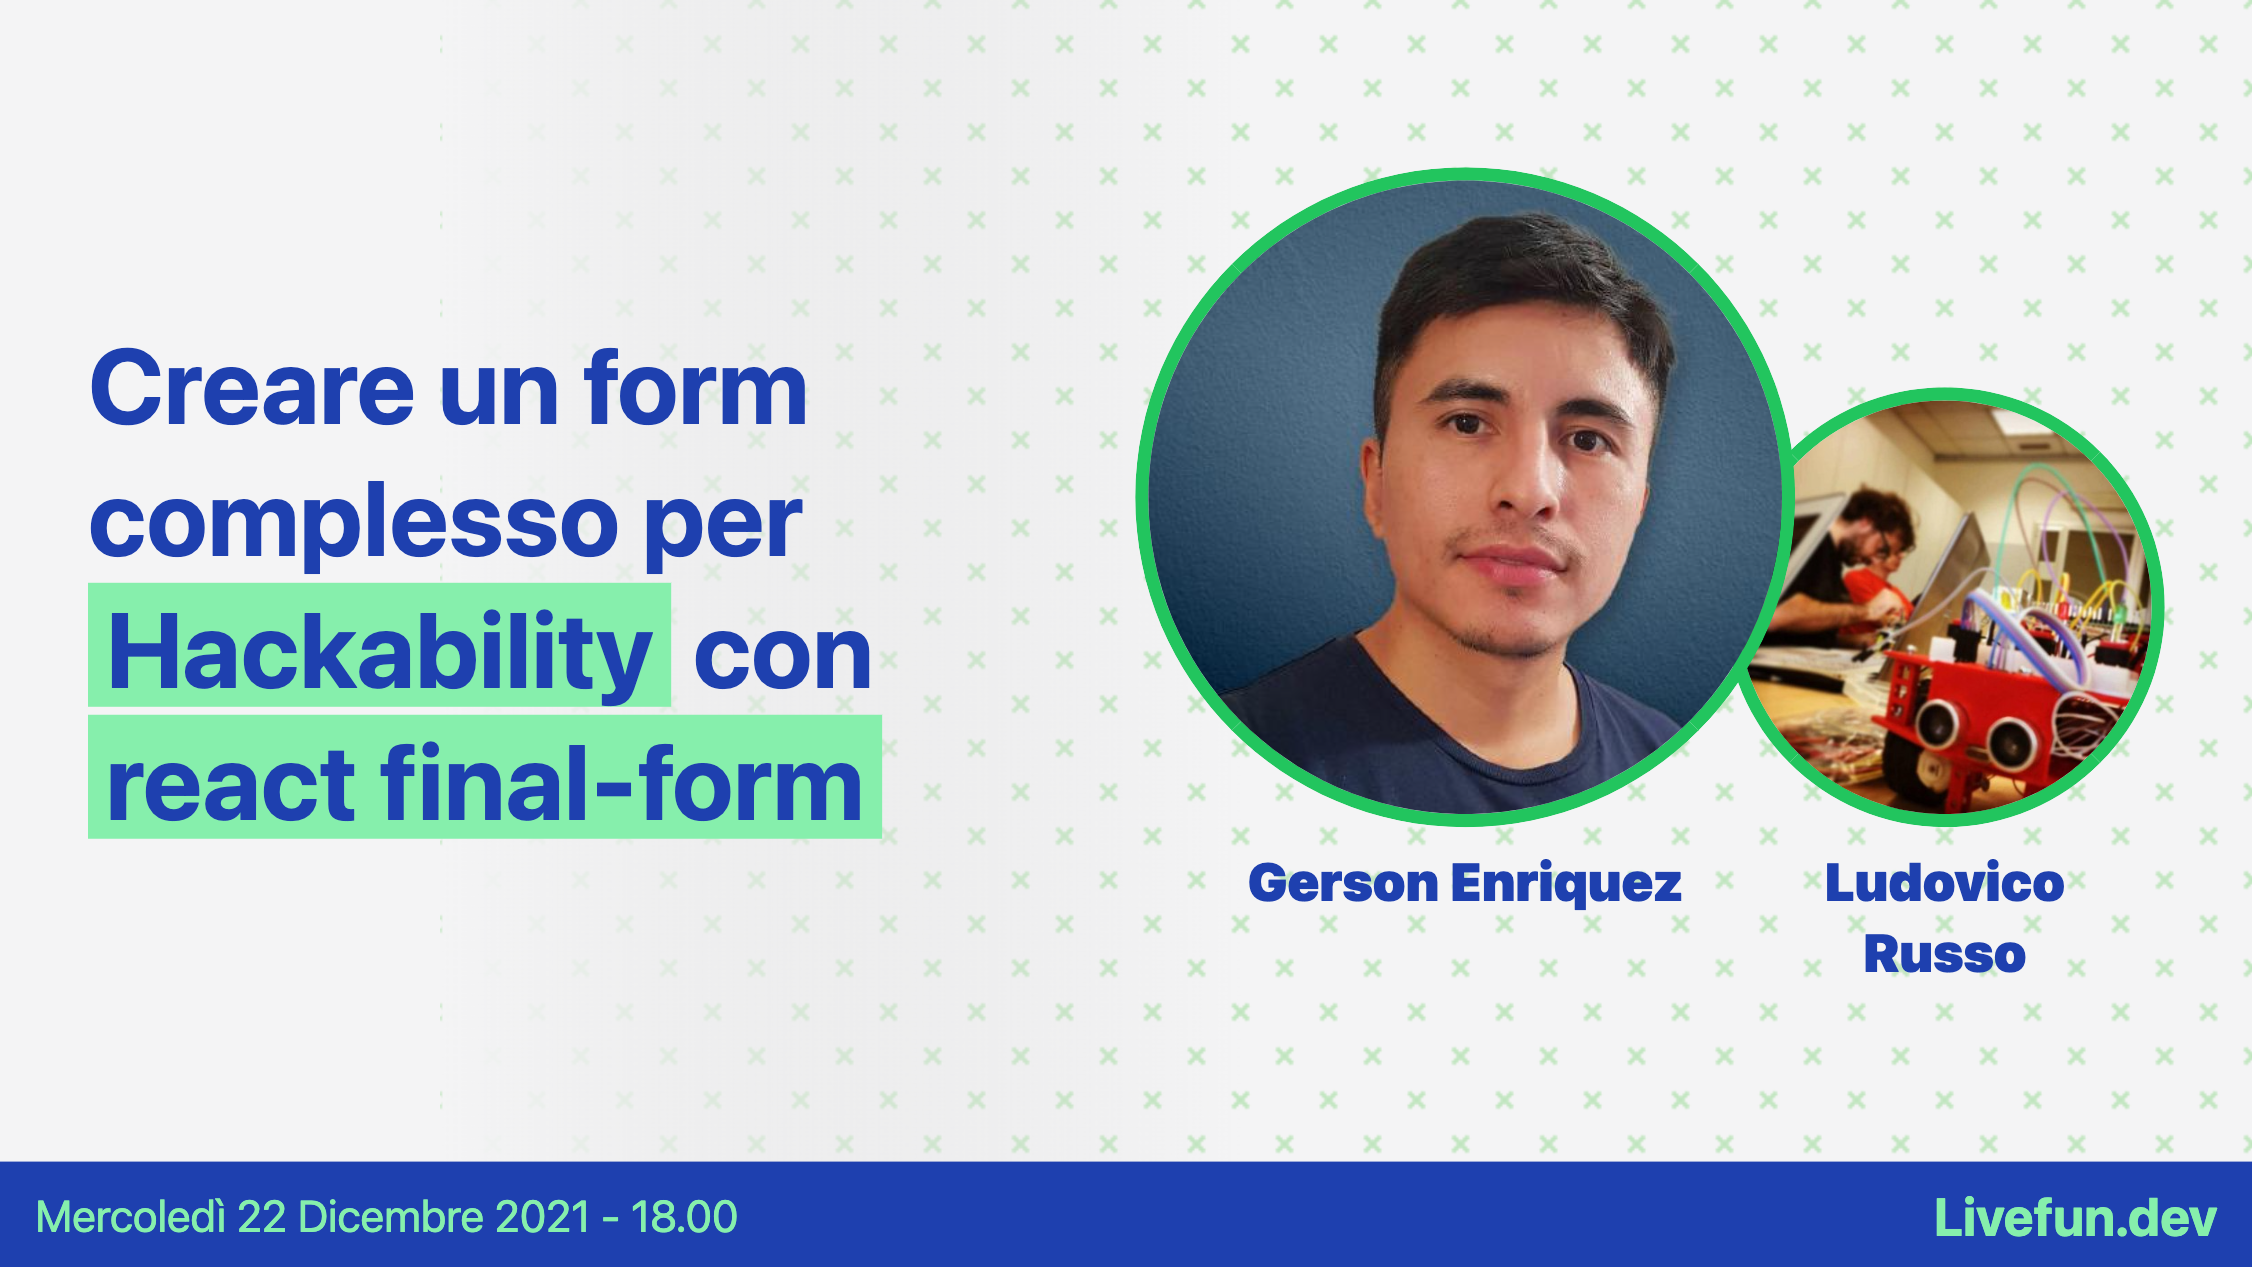 Creare un form
complesso per
Hackability con
react final-form
Gerson Enriquez
Ludovico
Russo
Mercoledì 22 Dicembre 2021 - 18.00
Livefun.dev